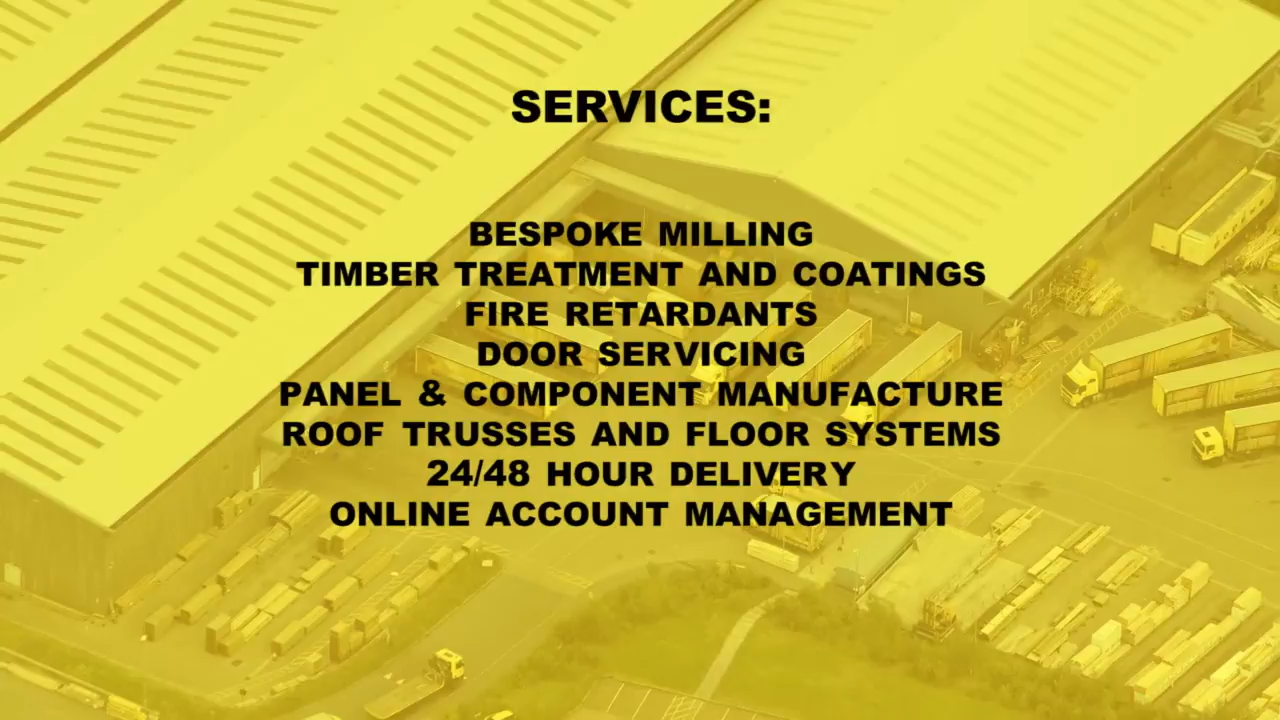 SERVICES:
BESPOKE MILLING
TIMBER TREATMENT AND COATINGS
FIRE RETARDANTS
DOOR SERVICING
PANEL & COMPONENT MANUFACTURE
ROOF TRUSSES AND FLOOR SYSTEMS
24/48 HOUR DELIVERY
ONLINE ACCOUNT MANAGEMENT